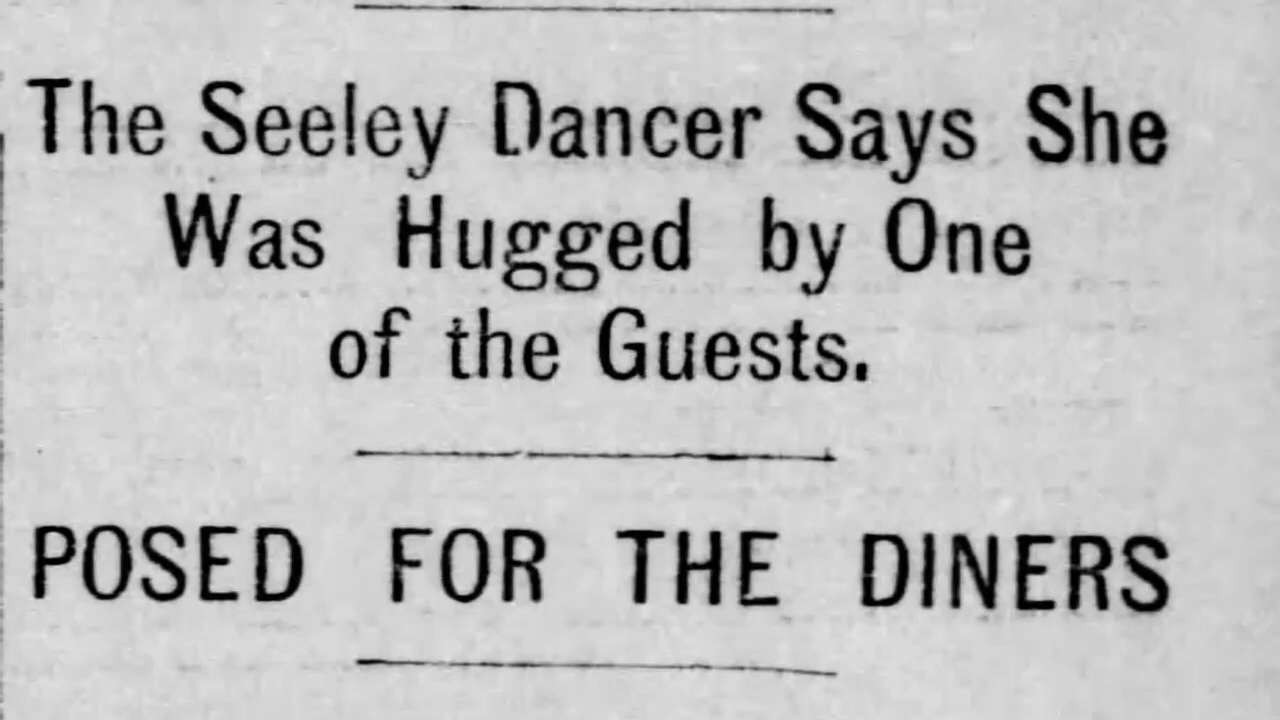 The Seeley Dancer Says She
Was Hugged by One
of the Guests.
POSED FOR THE DINERS